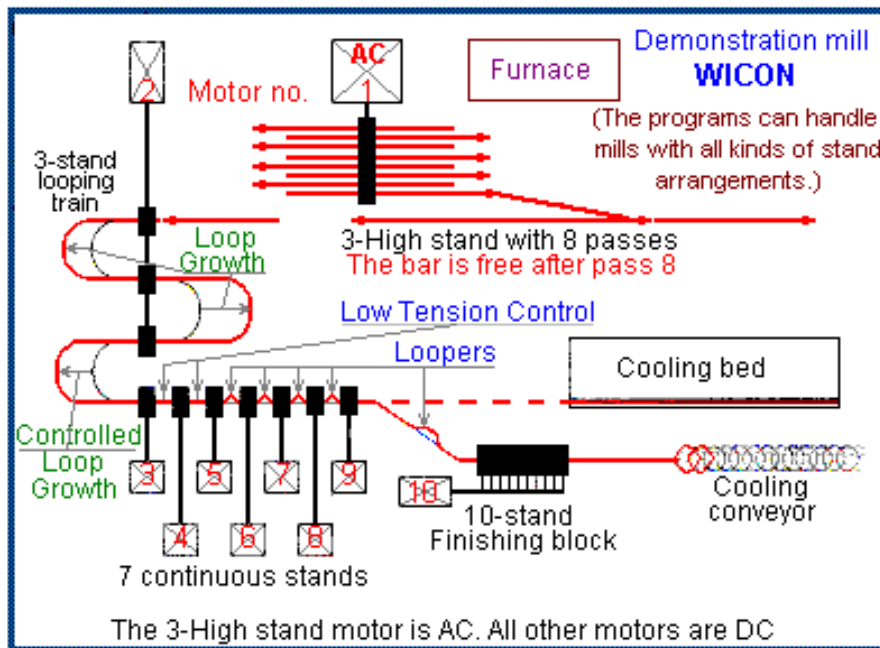 Demonstration mill
WICON
(The programs can handle
mills with all kinds of stand
arrangements.)
Furnace
AC
1
2
Motor no.
3-stand
looping
train
Loop
Growth
3-High stand with 8 passes
The bar is free after pass 8
Low Tension Control
Loopers
Cooling bed
Controlled
Loop
Growth
3
5
7
9
4
6
8
10
10-stand
Finishing block
Cooling
conveyor
7 continuous stands
The 3-High stand motor is AC. All other motors are DC